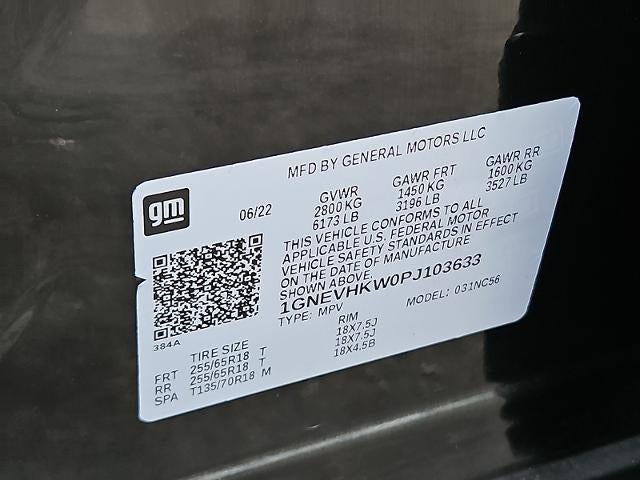 MFD BY GENERAL MOTORS LLC
gm
06/22
GVWR
2800 KG
6173 LB
GAWR FRT
1450 KG
3196 LB
GAWR RR
1600 KG
3527 LB
THIS VEHICLE CONFORMS TO ALL
APPLICABLE U.S. FEDERAL MOTOR
VEHICLE SAFETY STANDARDS IN EFFECT
ON THE DATE OF MANUFACTURE
SHOWN ABOVE.
1GNEVHKW0PJ103633
TYPE: MPV
MODEL: 031NC56
384A
TIRE SIZE RIM
FRT 255/65R18 T 18X7.5J
RR 255/65R18 T 18X7.5J
SPA T135/70R18 M 18X4.5B